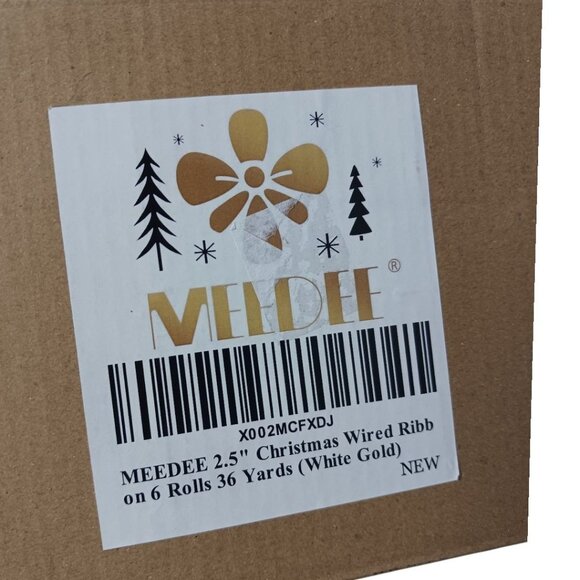 MEEDEE ®
X002MCFXDJ
MEEDEE 2.5" Christmas Wired Ribb
on 6 Rolls 36 Yards (White Gold)
NEW